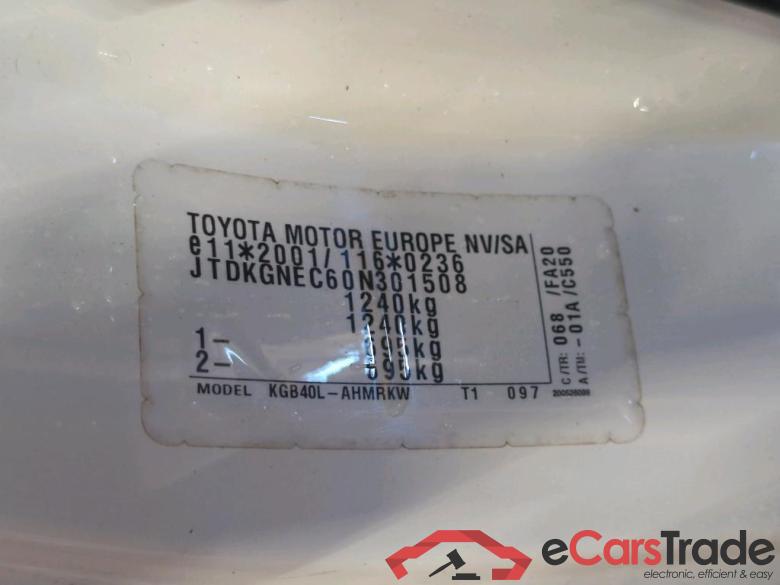 TOYOTA MOTOR EUROPE NV/SA
e11*2001/116*0236
JTDKGNEC60N301508
1240kg
1240kg
1-
2-
C/TR: 068 /FA20
A/TM: -01A /C550
MODEL KGB40L-AHMRKW T1 097
eCarsTrade
electronic, efficient & easy